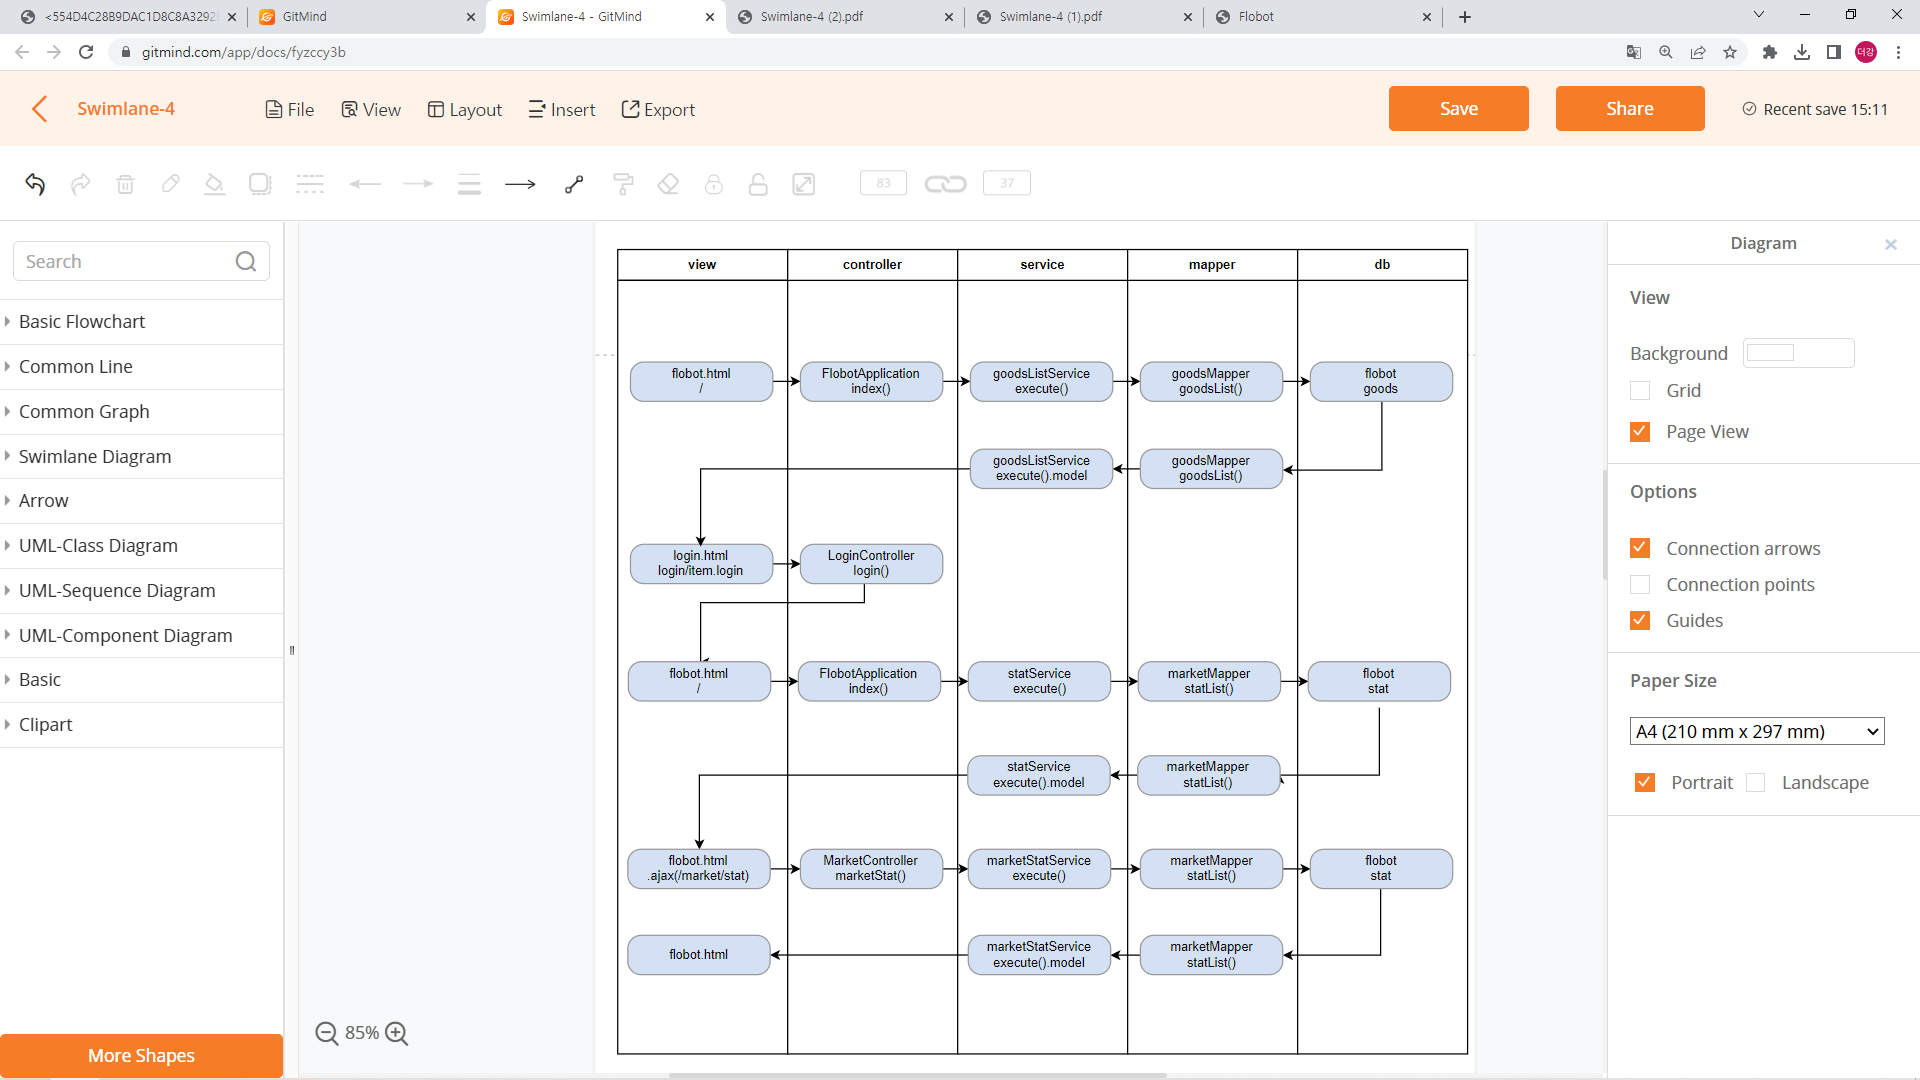 <554D4C28B9DAC1D8C8A3292
GitMind
Swimlane-4 - GitMind
Swimlane-4 (2).pdf
Swimlane-4 (1).pdf
Flobot
gitmind.com/app/docs/fyzccy3b
더강
Swimlane-4
File
View
Layout
Insert
Export
Save
Share
Recent save 15:11
83
37
Search
Basic Flowchart
Common Line
Common Graph
Swimlane Diagram
Arrow
UML-Class Diagram
UML-Sequence Diagram
UML-Component Diagram
Basic
Clipart
More Shapes
85%
view
controller
service
mapper
db
flobot.html
/
FlobotApplication
index()
goodsListService
execute()
goodsMapper
goodsList()
flobot
goods
goodsListService
execute().model
goodsMapper
goodsList()
login.html
login/item.login
LoginController
login()
flobot.html
/
FlobotApplication
index()
statService
execute()
marketMapper
statList()
flobot
stat
statService
execute().model
marketMapper
statList()
flobot.html
.ajax(/market/stat)
MarketController
marketStat()
marketStatService
execute()
marketMapper
statList()
flobot
stat
flobot.html
marketStatService
execute().model
marketMapper
statList()
Diagram
View
Background
Grid
Page View
Options
Connection arrows
Connection points
Guides
Paper Size
A4 (210 mm x 297 mm)
Portrait
Landscape